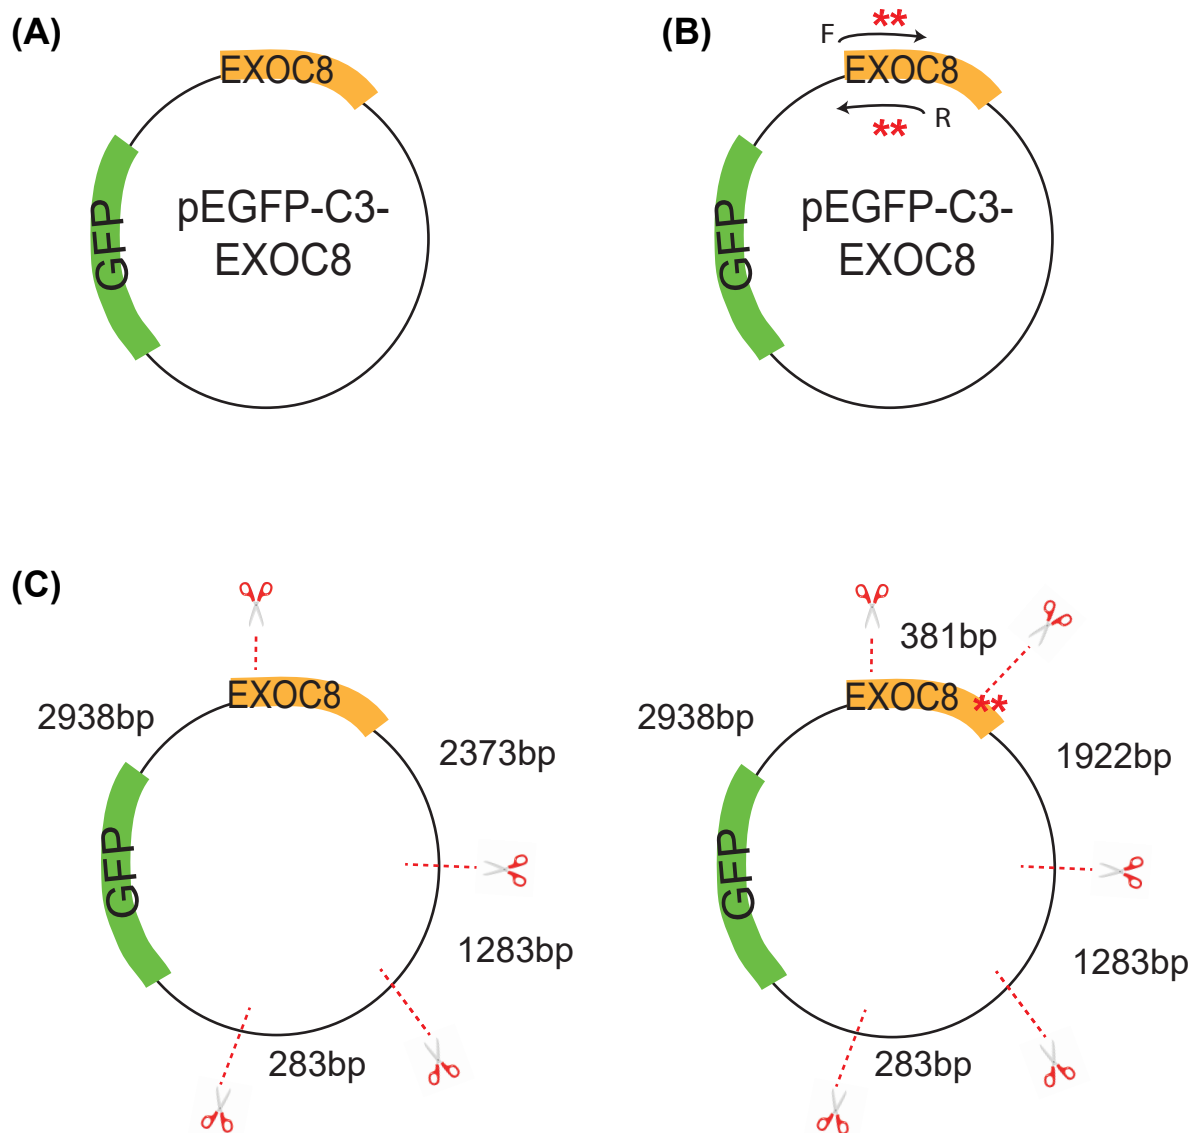 (A)
EXOC8
GFP
pEGFP-C3-
EXOC8
(B)
F
**
EXOC8
**
R
GFP
pEGFP-C3-
EXOC8
(C)
EXOC8
2938bp
2373bp
GFP
1283bp
283bp
381bp
EXOC8
**
2938bp
1922bp
GFP
1283bp
283bp